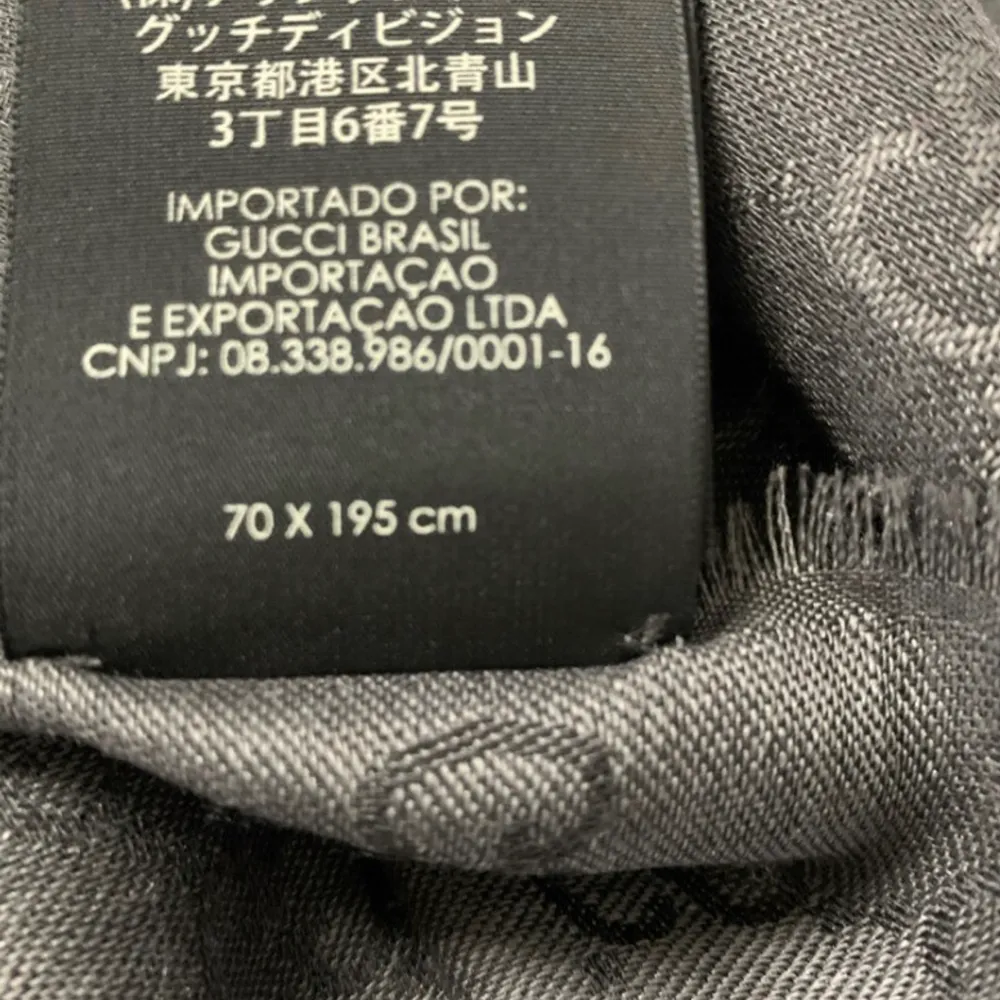 グッチディビジョン
東京都港区北青山
3丁目6番7号
IMPORTADO POR:
GUCCI BRASIL
IMPORTAÇAO
E EXPORTAÇAO LTDA
CNPJ: 08.338.986/0001-16
70 X 195 cm